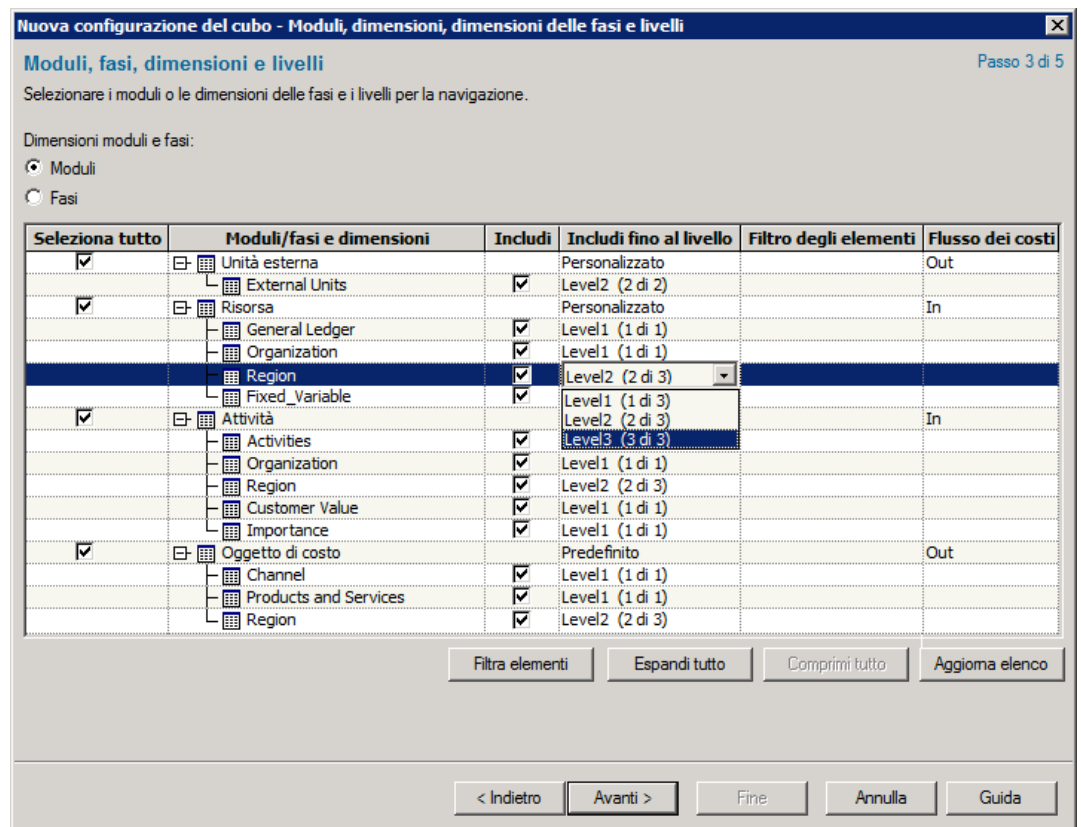 Nuova configurazione del cubo - Moduli, dimensioni, dimensioni delle fasi e livelli
Moduli, fasi, dimensioni e livelli
Passo 3 di 5
Selezionare i moduli o le dimensioni delle fasi e i livelli per la navigazione.
Dimensioni moduli e fasi:
Moduli
Fasi
Seleziona tutto Moduli/fasi e dimensioni Includi Includi fino al livello Filtro degli elementi Flusso dei costi
Unità esterna Personalizzato Out
External Units Level2 (2 di 2)
Risorsa Personalizzato In
General Ledger Level1 (1 di 1)
Organization Level1 (1 di 1)
Region Level2 (2 di 3)
Fixed_Variable Level1 (1 di 3)
Attività Level2 (2 di 3) In
Activities Level3 (3 di 3)
Organization Level1 (1 di 1)
Region Level2 (2 di 3)
Customer Value Level1 (1 di 1)
Importance Level1 (1 di 1)
Oggetto di costo Predefinito Out
Channel Level1 (1 di 1)
Products and Services Level1 (1 di 1)
Region Level2 (2 di 3)
Filtra elementi Espandi tutto Comprimi tutto Aggiorna elenco
< Indietro Avanti > Fine Annulla Guida